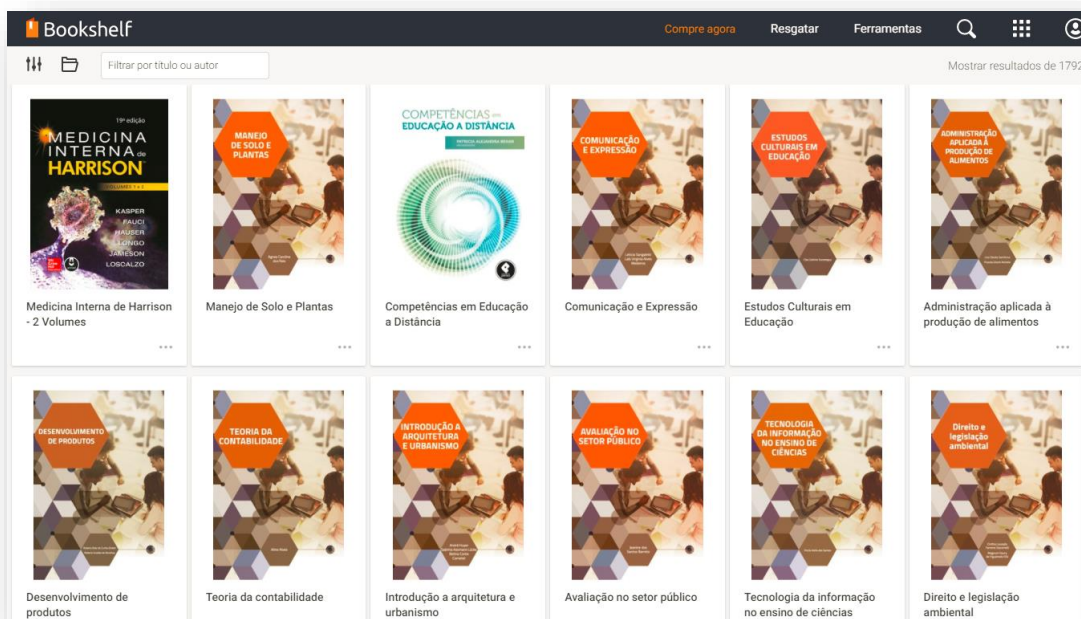 Bookshelf
Compre agora
Resgatar
Ferramentas
Filtrar por título ou autor
Mostrar resultados de 1792
19ª edição
MEDICINA
INTERNA de
HARRISON
VOLUMES 1 e 2
KASPER
FAUCI
HAUSER
LONGO
JAMESON
LOSCALZO
MANEJO
DE SOLO E
PLANTAS
COMPETÊNCIAS em
EDUCAÇÃO A DISTÂNCIA
COMUNICAÇÃO
E EXPRESSÃO
ESTUDOS
CULTURAIS EM
EDUCAÇÃO
ADMINISTRAÇÃO
APLICADA À
PRODUÇÃO DE
ALIMENTOS
Medicina Interna de Harrison
- 2 Volumes
Manejo de Solo e Plantas
Competências em Educação
a Distância
Comunicação e Expressão
Estudos Culturais em
Educação
Administração aplicada à
produção de alimentos
DESENVOLVIMENTO
DE PRODUTOS
TEORIA DA
CONTABILIDADE
INTRODUÇÃO A
ARQUITETURA
E URBANISMO
AVALIAÇÃO NO
SETOR PÚBLICO
TECNOLOGIA
DA INFORMAÇÃO
NO ENSINO DE
CIÊNCIAS
Direito e
legislação
ambiental
Desenvolvimento de
produtos
Teoria da contabilidade
Introdução a arquitetura e
urbanismo
Avaliação no setor público
Tecnologia da informação
no ensino de ciências
Direito e legislação
ambiental